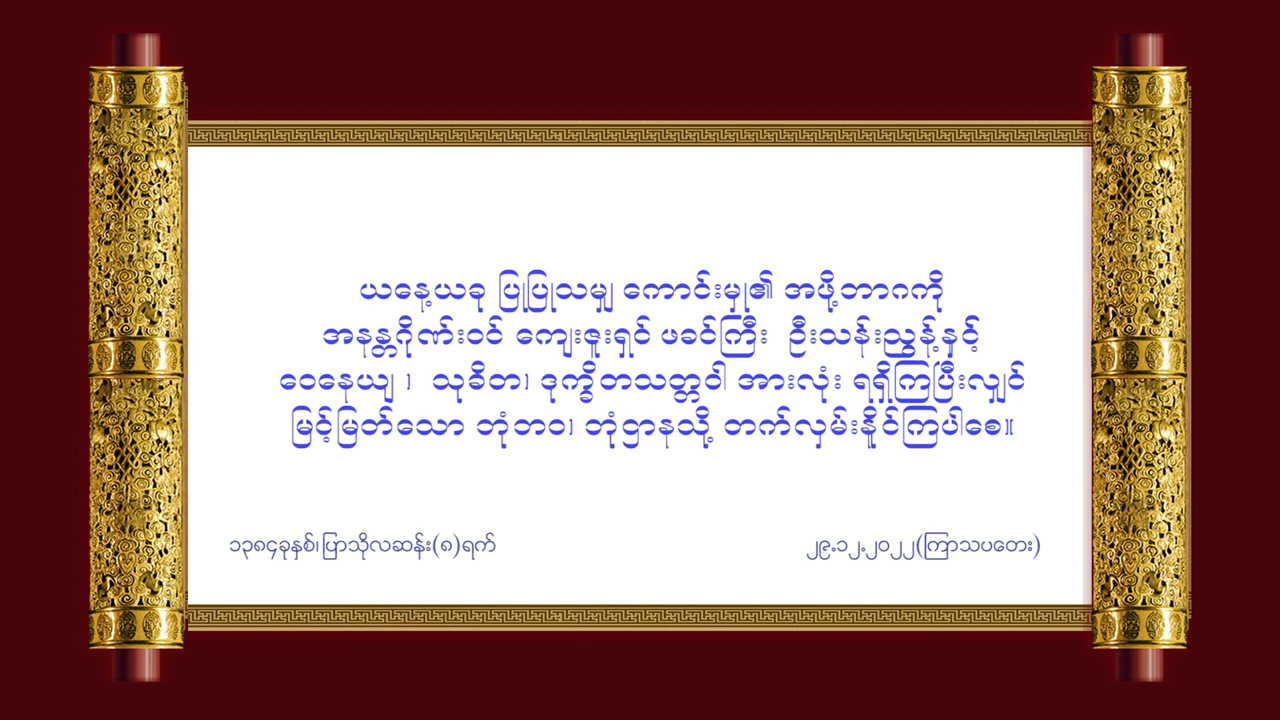 ယနေ့ယခု ပြုပြုသမျှ ကောင်းမှု၏ အဖို့ဘာဂကို
အနန္တဂိုဏ်းဝင် ကျေးဇူးရှင် ဖခင်ကြီး ဦးသန်းညွန့်နှင့်
ဝေနေယျ ၊ သုခိတ၊ ဒုက္ခိတသတ္တဝါ အားလုံး ရရှိကြပြီးလျှင်
မြင့်မြတ်သော ဘုံဘဝ၊ ဘုံဌာနသို့ တက်လှမ်းနိူင်ကြပါစေ။
၁၃၈၄ခုနှစ်၊ပြာသိုလဆန်း(၈)ရက်
၂၉.၁၂.၂၀၂၂(ကြာသပတေး)